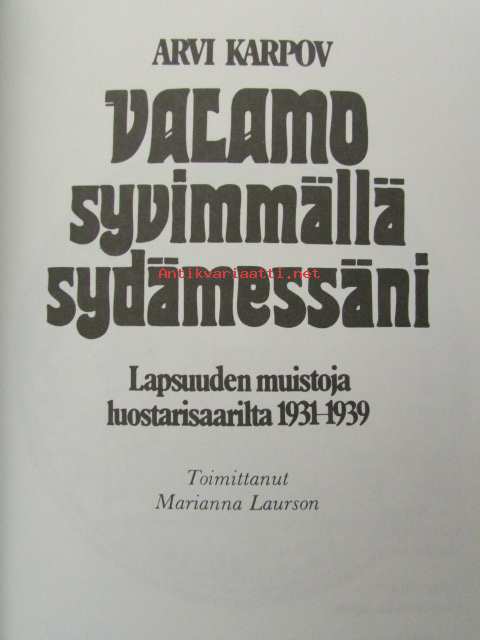 ARVI KARPOV
VALAMO
syvimmällä
Antikvariaatti.net
sydämessäni
Lapsuuden muistoja
luostarisaarilta 1931–1939
Toimittanut
Marianna Laurson